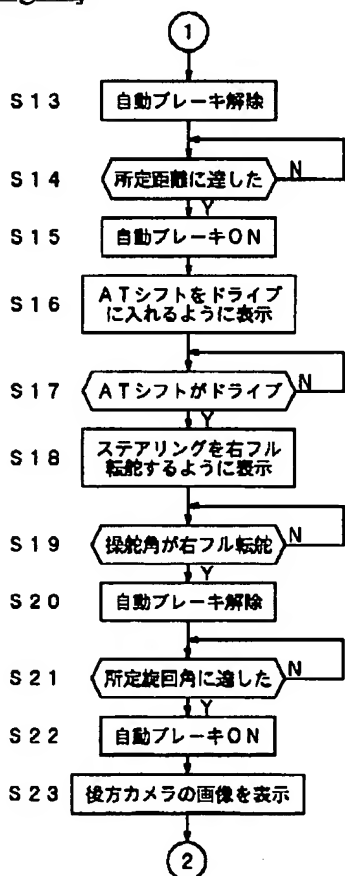 1
S13 自動ブレーキ解除
S14 所定距離に達した N
Y
S15 自動ブレーキON
S16 ATシフトをドライブ
に入れるように表示
S17 ATシフトがドライブ N
Y
S18 ステアリングを右フル
転舵するように表示
S19 操舵角が右フル転舵 N
Y
S20 自動ブレーキ解除
S21 所定旋回角に達した N
Y
S22 自動ブレーキON
S23 後方カメラの画像を表示
2